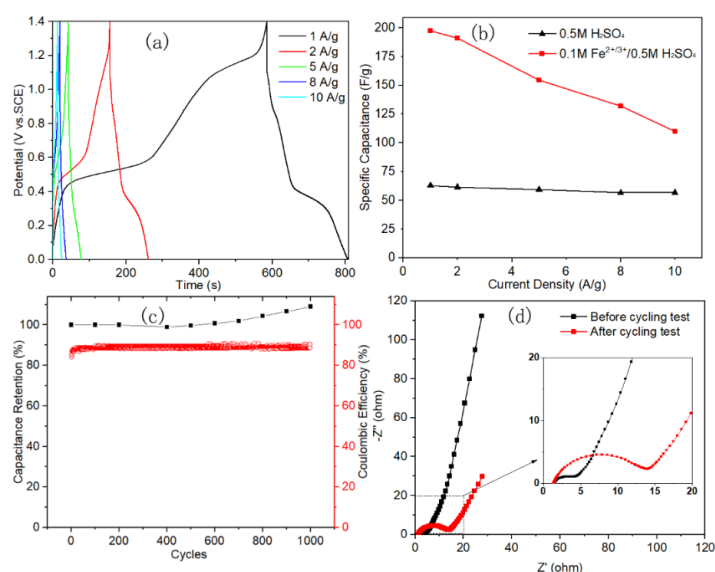 (a)
1 A/g
2 A/g
5 A/g
8 A/g
10 A/g
Potential (V vs.SCE)
1.4
1.2
1.0
0.8
0.6
0.4
0.2
0.0
0 200 400 600 800
Time (s)
(b)
0.5M H₂SO₄
0.1M Fe²⁺/³⁺/0.5M H₂SO₄
Specific Capacitance (F/g)
200
175
150
125
100
75
50
25
0
2 4 6 8 10
Current Density (A/g)
(c)
Capacitance Retention (%)
100
80
60
40
20
0
Coulombic Efficiency (%)
100
80
60
40
20
0
0 200 400 600 800 1000
Cycles
(d)
Before cycling test
After cycling test
-Z'' (ohm)
120
100
80
60
40
20
0
20
10
0
0 5 10 15 20
0 20 40 60 80 100 120
Z' (ohm)